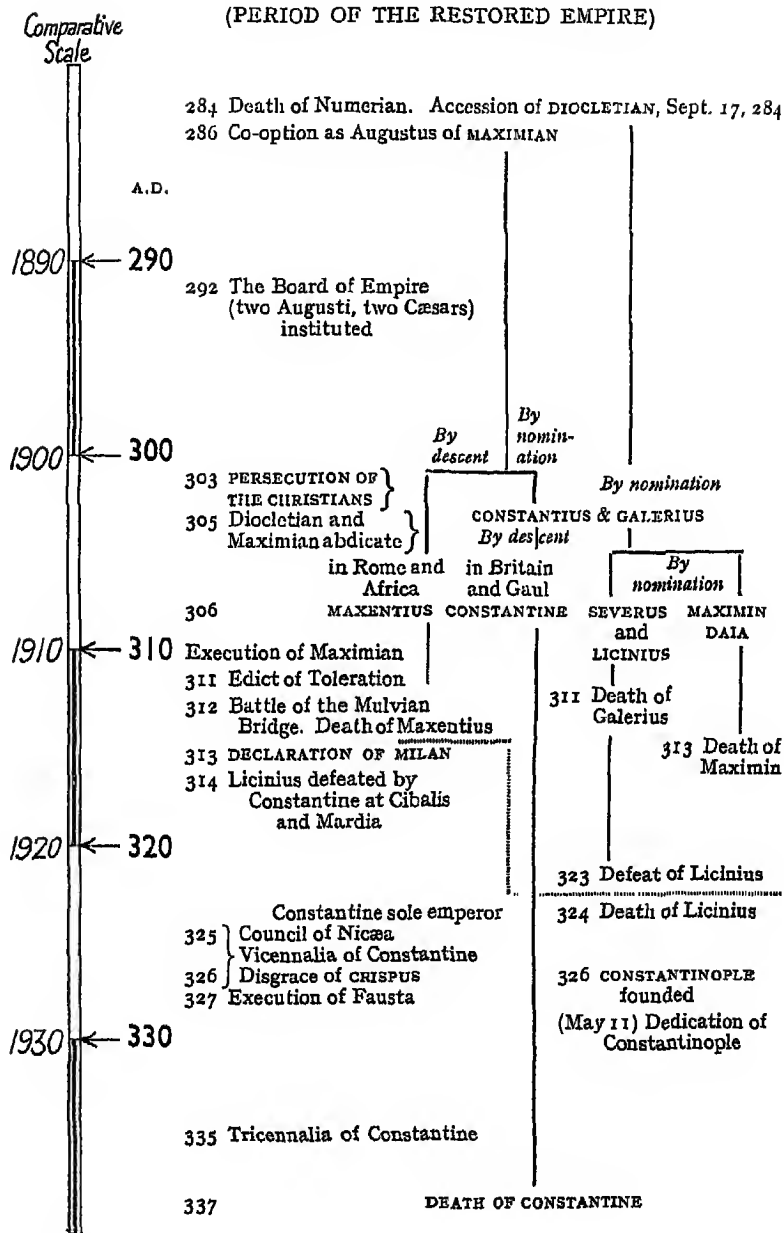 (PERIOD OF THE RESTORED EMPIRE)
Comparative
Scale
284 Death of Numerian. Accession of DIOCLETIAN, Sept. 17, 284
286 Co-option as Augustus of MAXIMIAN
A.D.
1890 290
292 The Board of Empire
(two Augusti, two Cæsars)
instituted
By
descent
By
nomin-
ation
1900 300
303 PERSECUTION OF
THE CHRISTIANS
By nomination
305 Diocletian and
Maximian abdicate
CONSTANTIUS & GALERIUS
By descent
By
nomination
in Rome and
Africa
in Britain
and Gaul
306 MAXENTIUS CONSTANTINE
SEVERUS
and
LICINIUS
MAXIMIN
DAIA
1910 310 Execution of Maximian
311 Edict of Toleration
312 Battle of the Mulvian
Bridge. Death of Maxentius
311 Death of
Galerius
313 DECLARATION OF MILAN
313 Death of
Maximin
314 Licinius defeated by
Constantine at Cibalis
and Mardia
1920 320
323 Defeat of Licinius
Constantine sole emperor
324 Death of Licinius
325 Council of Nicæa
Vicennalia of Constantine
326 Disgrace of CRISPUS
327 Execution of Fausta
326 CONSTANTINOPLE
founded
(May 11) Dedication of
Constantinople
1930 330
335 Tricennalia of Constantine
337 DEATH OF CONSTANTINE